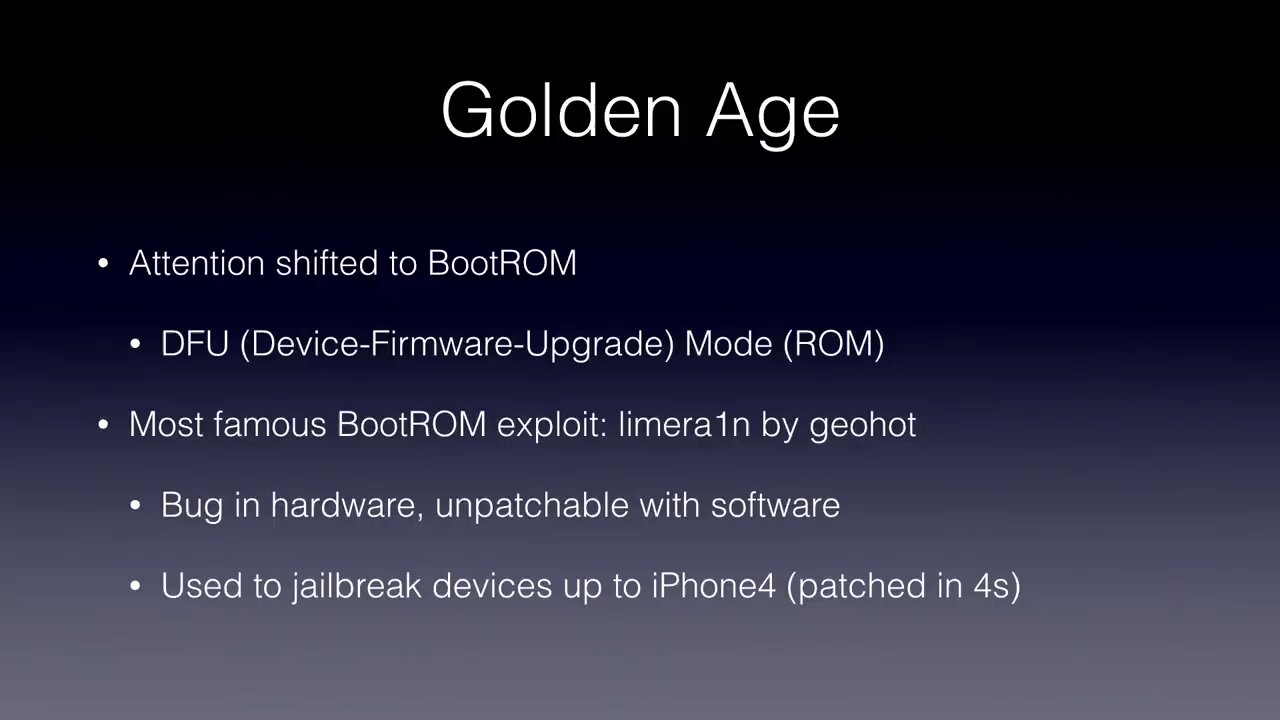 Golden Age
• Attention shifted to BootROM
• DFU (Device-Firmware-Upgrade) Mode (ROM)
• Most famous BootROM exploit: limera1n by geohot
• Bug in hardware, unpatchable with software
• Used to jailbreak devices up to iPhone4 (patched in 4s)